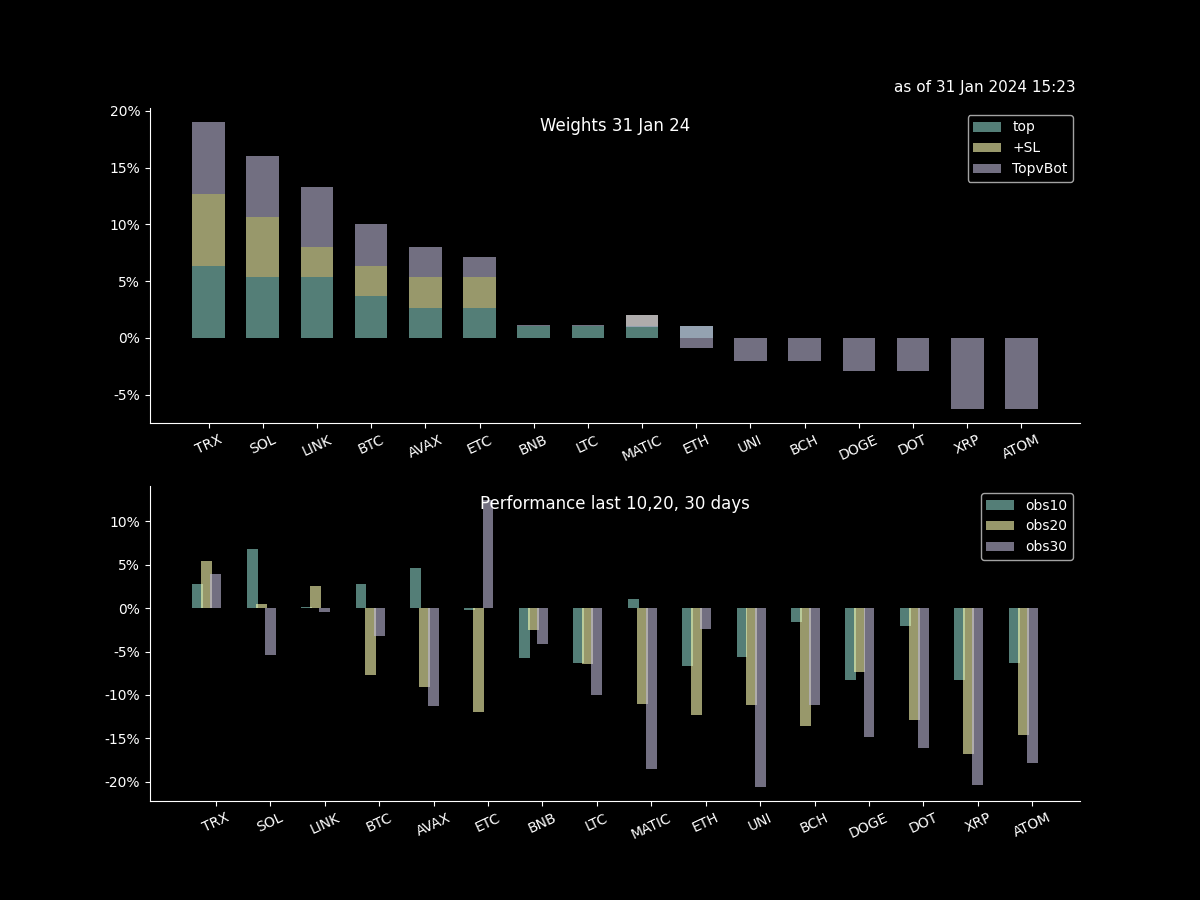 as of 31 Jan 2024 15:23
Weights 31 Jan 24
top
+SL
TopvBot
20%
15%
10%
5%
0%
-5%
TRX SOL LINK BTC AVAX ETC BNB LTC MATIC ETH UNI BCH DOGE DOT XRP ATOM
Performance last 10,20, 30 days
obs10
obs20
obs30
10%
5%
0%
-5%
-10%
-15%
-20%
TRX SOL LINK BTC AVAX ETC BNB LTC MATIC ETH UNI BCH DOGE DOT XRP ATOM